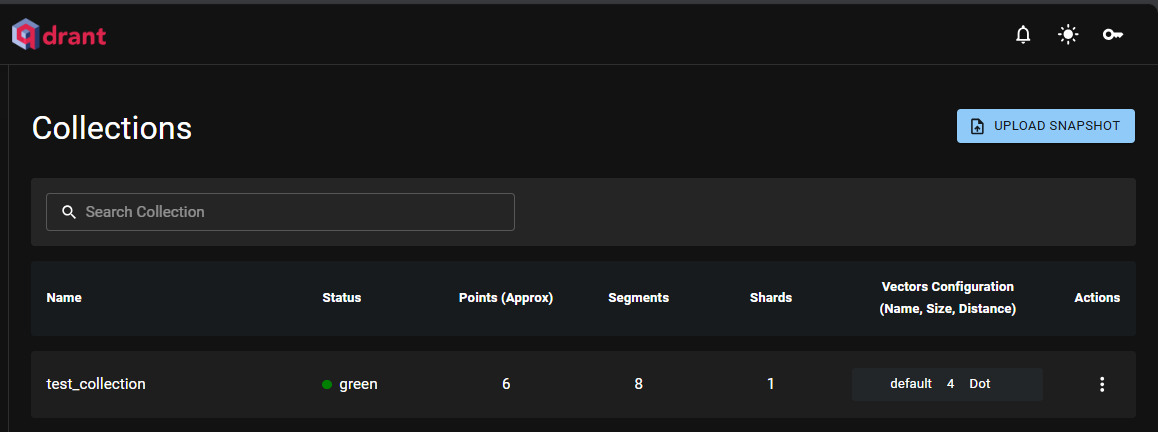 qdrant
Collections
UPLOAD SNAPSHOT
Search Collection
Name Status Points (Approx) Segments Shards Vectors Configuration (Name, Size, Distance) Actions
test_collection green 6 8 1 default 4 Dot